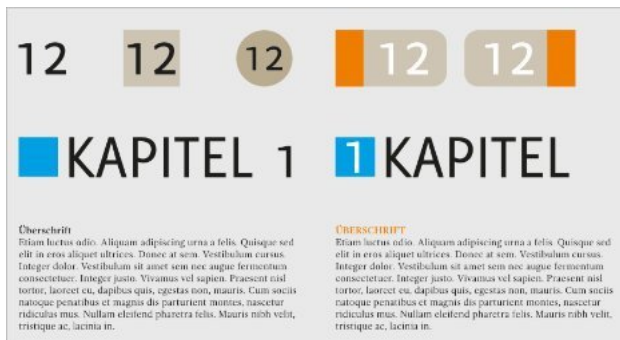 12 12 12 12 12
KAPITEL 1
1 KAPITEL
Überschrift
Etiam luctus odio. Aliquam adipiscing urna a felis. Quisque sed
elit in eros aliquet ultrices. Donec at sem. Vestibulum cursus.
Integer dolor. Vestibulum sit amet sem nec augue fermentum
consectetuer. Integer justo. Vivamus vel sapien. Praesent nisl
tortor, laoreet eu, dapibus quis, egestas non, mauris. Cum sociis
natoque penatibus et magnis dis parturient montes, nascetur
ridiculus mus. Nullam eleifend pharetra felis. Mauris nibh velit,
tristique ac, lacinia in.
ÜBERSCHRIFT
Etiam luctus odio. Aliquam adipiscing urna a felis. Quisque sed
elit in eros aliquet ultrices. Donec at sem. Vestibulum cursus.
Integer dolor. Vestibulum sit amet sem nec augue fermentum
consectetuer. Integer justo. Vivamus vel sapien. Praesent nisl
tortor, laoreet eu, dapibus quis, egestas non, mauris. Cum sociis
natoque penatibus et magnis dis parturient montes, nascetur
ridiculus mus. Nullam eleifend pharetra felis. Mauris nibh velit,
tristique ac, lacinia in.